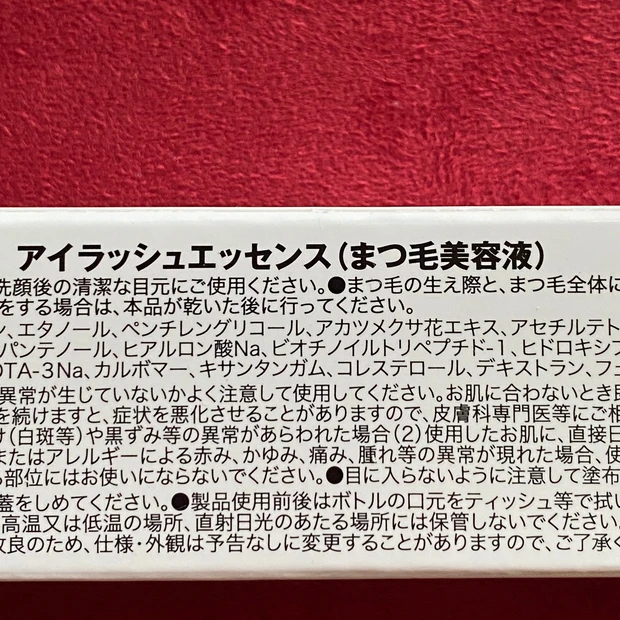 アイラッシュエッセンス(まつ毛美容液)
洗顔後の清潔な目元にご使用ください。●まつ毛の生え際と、まつ毛全体に
をする場合は、本品が乾いた後に行ってください。
ン、エタノール、ペンチレングリコール、アカツメクサ花エキス、アセチルテト
パンテノール、ヒアルロン酸Na、ビオチノイルトリペプチド-1、ヒドロキシプ
DTA-3Na、カルボマー、キサンタンガム、コレステロール、デキストラン、フェ
異常が生じていないかよく注意して使用してください。お肌に合わないとき即
を続けますと、症状を悪化させることがありますので、皮膚科専門医等にご相
け(白斑等)や黒ずみ等の異常があらわれた場合(2)使用したお肌に、直接日
またはアレルギーによる赤み、かゆみ、痛み、腫れ等の異常が現れた場合、使
る部位にはお使いにならないでください。●目に入らないように注意して塗布
蓋をしめてください。●製品使用前後はボトルの口元をティッシュ等で拭い
高温又は低温の場所、直射日光のあたる場所には保管しないでください。
改良のため、仕様・外観は予告なしに変更することがありますので、ご了承く